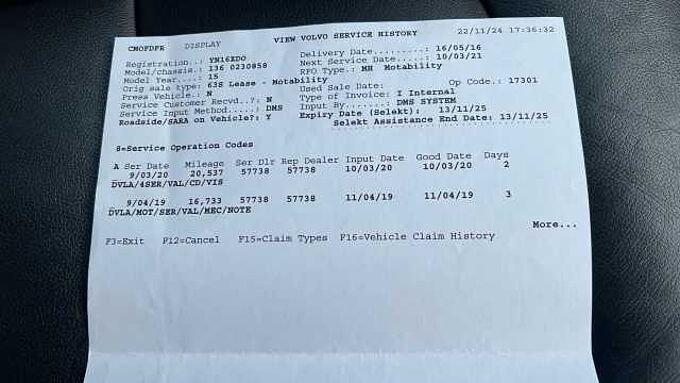 CMOFDPR DISPLAY VIEW VOLVO SERVICE HISTORY 22/11/24 17:36:32
Registration..: YN16XDO Delivery Date.........: 16/05/16
Model/chassis.: 136 0230858 Next Service Date.....: 10/03/21
Model Year....: 15 RFO Type..: MH Motability
Orig sale type: 63S Lease - Motability
Press Vehicle.: N Used Sale Date: Op Code.: 17301
Service Customer Recvd..?: N Type of Invoice: I Internal
Service Input Method.....: DMS Input By........: DMS SYSTEM
Roadside/SARA on Vehicle?: Y Expiry Date (Selekt): 13/11/25
Selekt Assistance End Date: 13/11/25
8=Service Operation Codes
A Ser Date Mileage Ser Dlr Rep Dealer Input Date Good Date Days
9/03/20 20,537 57738 57738 10/03/20 10/03/20 2
DVLA/4SER/VAL/CD/VIS
9/04/19 16,733 57738 57738 11/04/19 11/04/19 3
DVLA/MOT/SER/VAL/MEC/NOTE
More...
F3=Exit F12=Cancel F15=Claim Types F16=Vehicle Claim History